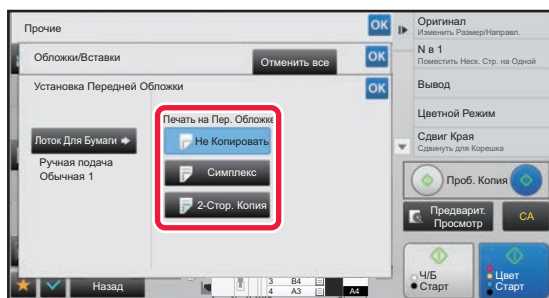 Прочие
OK
Обложки/Вставки
Отменить все
OK
Установка Передней Обложки
OK
Печать на Пер. Обложке
Лоток Для Бумаги
Не Копировать
Ручная подача
Обычная 1
Симплекс
2-Стор. Копия
Назад
3 B4
4 A3
A4
Оригинал
Изменить Размер/Направл.
N в 1
Поместить Неск. Стр. на Одной
Вывод
Цветной Режим
Сдвиг Края
Сдвинуть для Корешка
Проб. Копия
Предварит.
Просмотр
CA
Ч/Б
Старт
Цвет
Старт